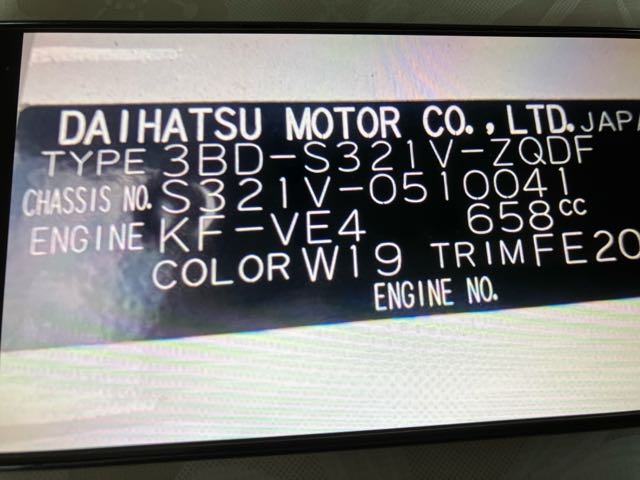 DAIHATSU MOTOR CO., LTD. JAPA
TYPE 3BD-S321V-ZQDF
CHASSIS NO. S321V-0510041
ENGINE KF-VE4 658CC
COLOR W19 TRIM FE20
ENGINE NO.